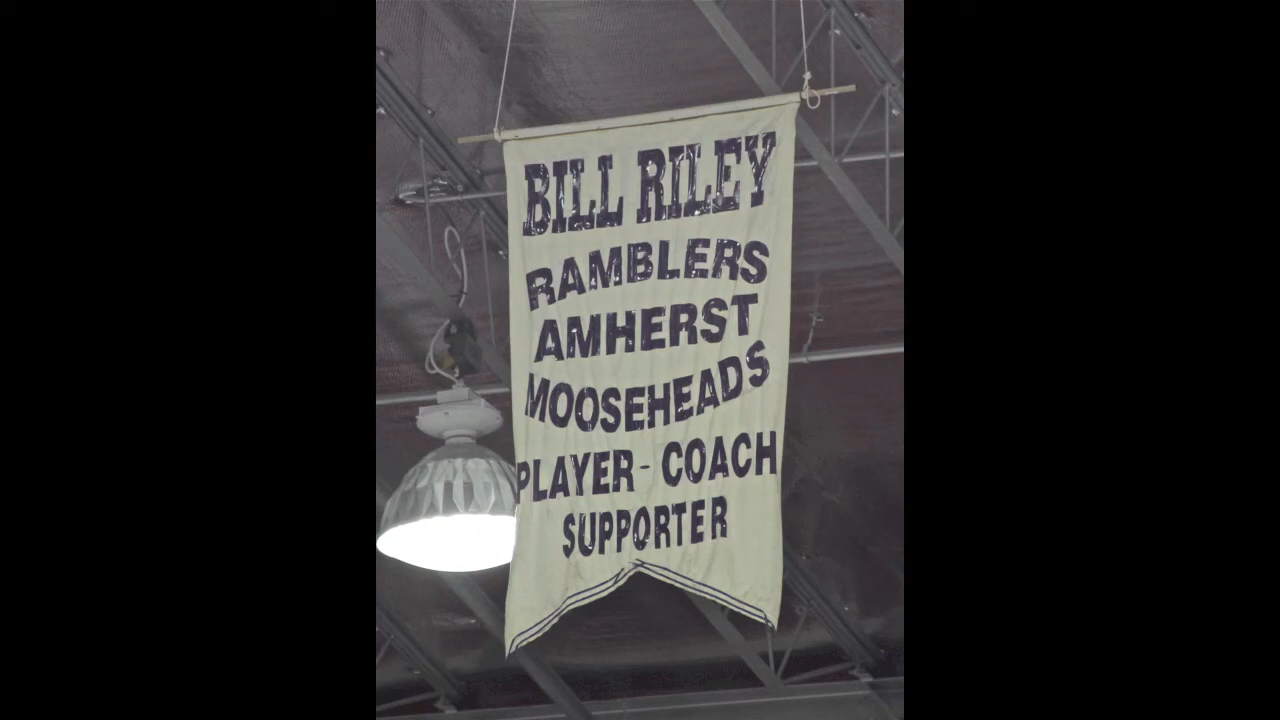 BILL RILEY
RAMBLERS
AMHERST
MOOSEHEADS
PLAYER-COACH
SUPPORTER